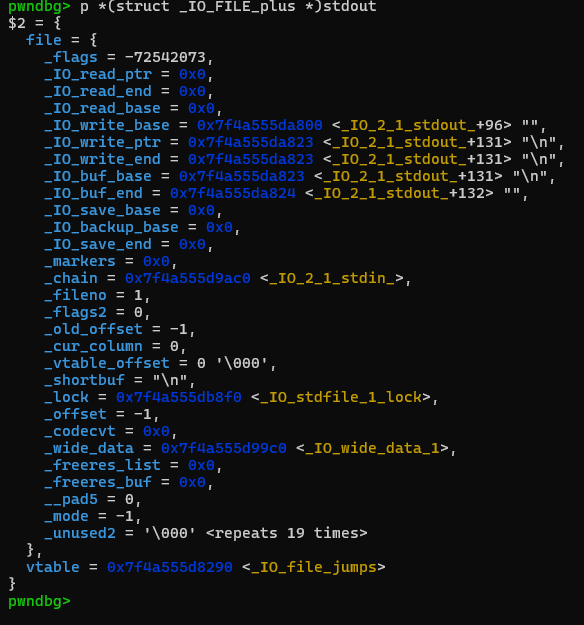 pwndbg> p *(struct _IO_FILE_plus *)stdout
$2 = {
  file = {
    _flags = -72542073,
    _IO_read_ptr = 0x0,
    _IO_read_end = 0x0,
    _IO_read_base = 0x0,
    _IO_write_base = 0x7f4a555da800 <_IO_2_1_stdout_+96> "",
    _IO_write_ptr = 0x7f4a555da823 <_IO_2_1_stdout_+131> "\n",
    _IO_write_end = 0x7f4a555da823 <_IO_2_1_stdout_+131> "\n",
    _IO_buf_base = 0x7f4a555da823 <_IO_2_1_stdout_+131> "\n",
    _IO_buf_end = 0x7f4a555da824 <_IO_2_1_stdout_+132> "",
    _IO_save_base = 0x0,
    _IO_backup_base = 0x0,
    _IO_save_end = 0x0,
    _markers = 0x0,
    _chain = 0x7f4a555d9ac0 <_IO_2_1_stdin_>,
    _fileno = 1,
    _flags2 = 0,
    _old_offset = -1,
    _cur_column = 0,
    _vtable_offset = 0 '\000',
    _shortbuf = "\n",
    _lock = 0x7f4a555db8f0 <_IO_stdfile_1_lock>,
    _offset = -1,
    _codecvt = 0x0,
    _wide_data = 0x7f4a555d99c0 <_IO_wide_data_1>,
    _freeres_list = 0x0,
    _freeres_buf = 0x0,
    __pad5 = 0,
    _mode = -1,
    _unused2 = '\000' <repeats 19 times>
  },
  vtable = 0x7f4a555d8290 <_IO_file_jumps>
}
pwndbg>